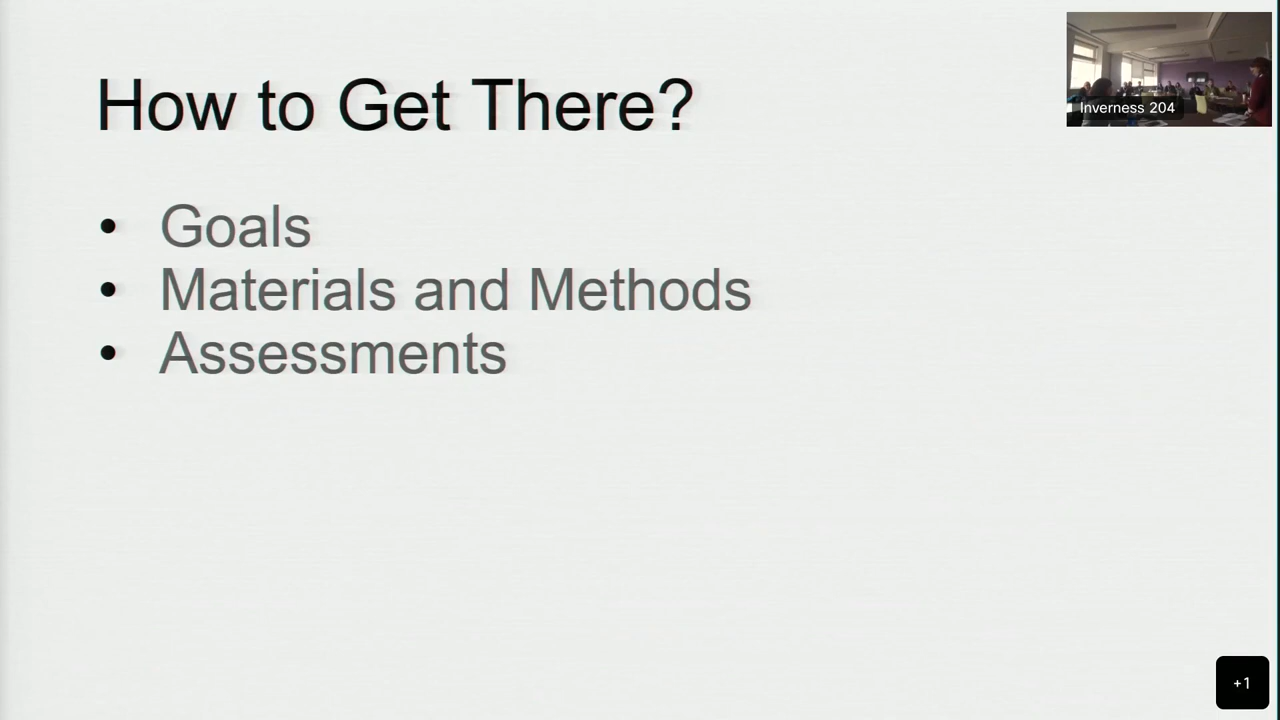 How to Get There?
Inverness 204
• Goals
• Materials and Methods
• Assessments
+1